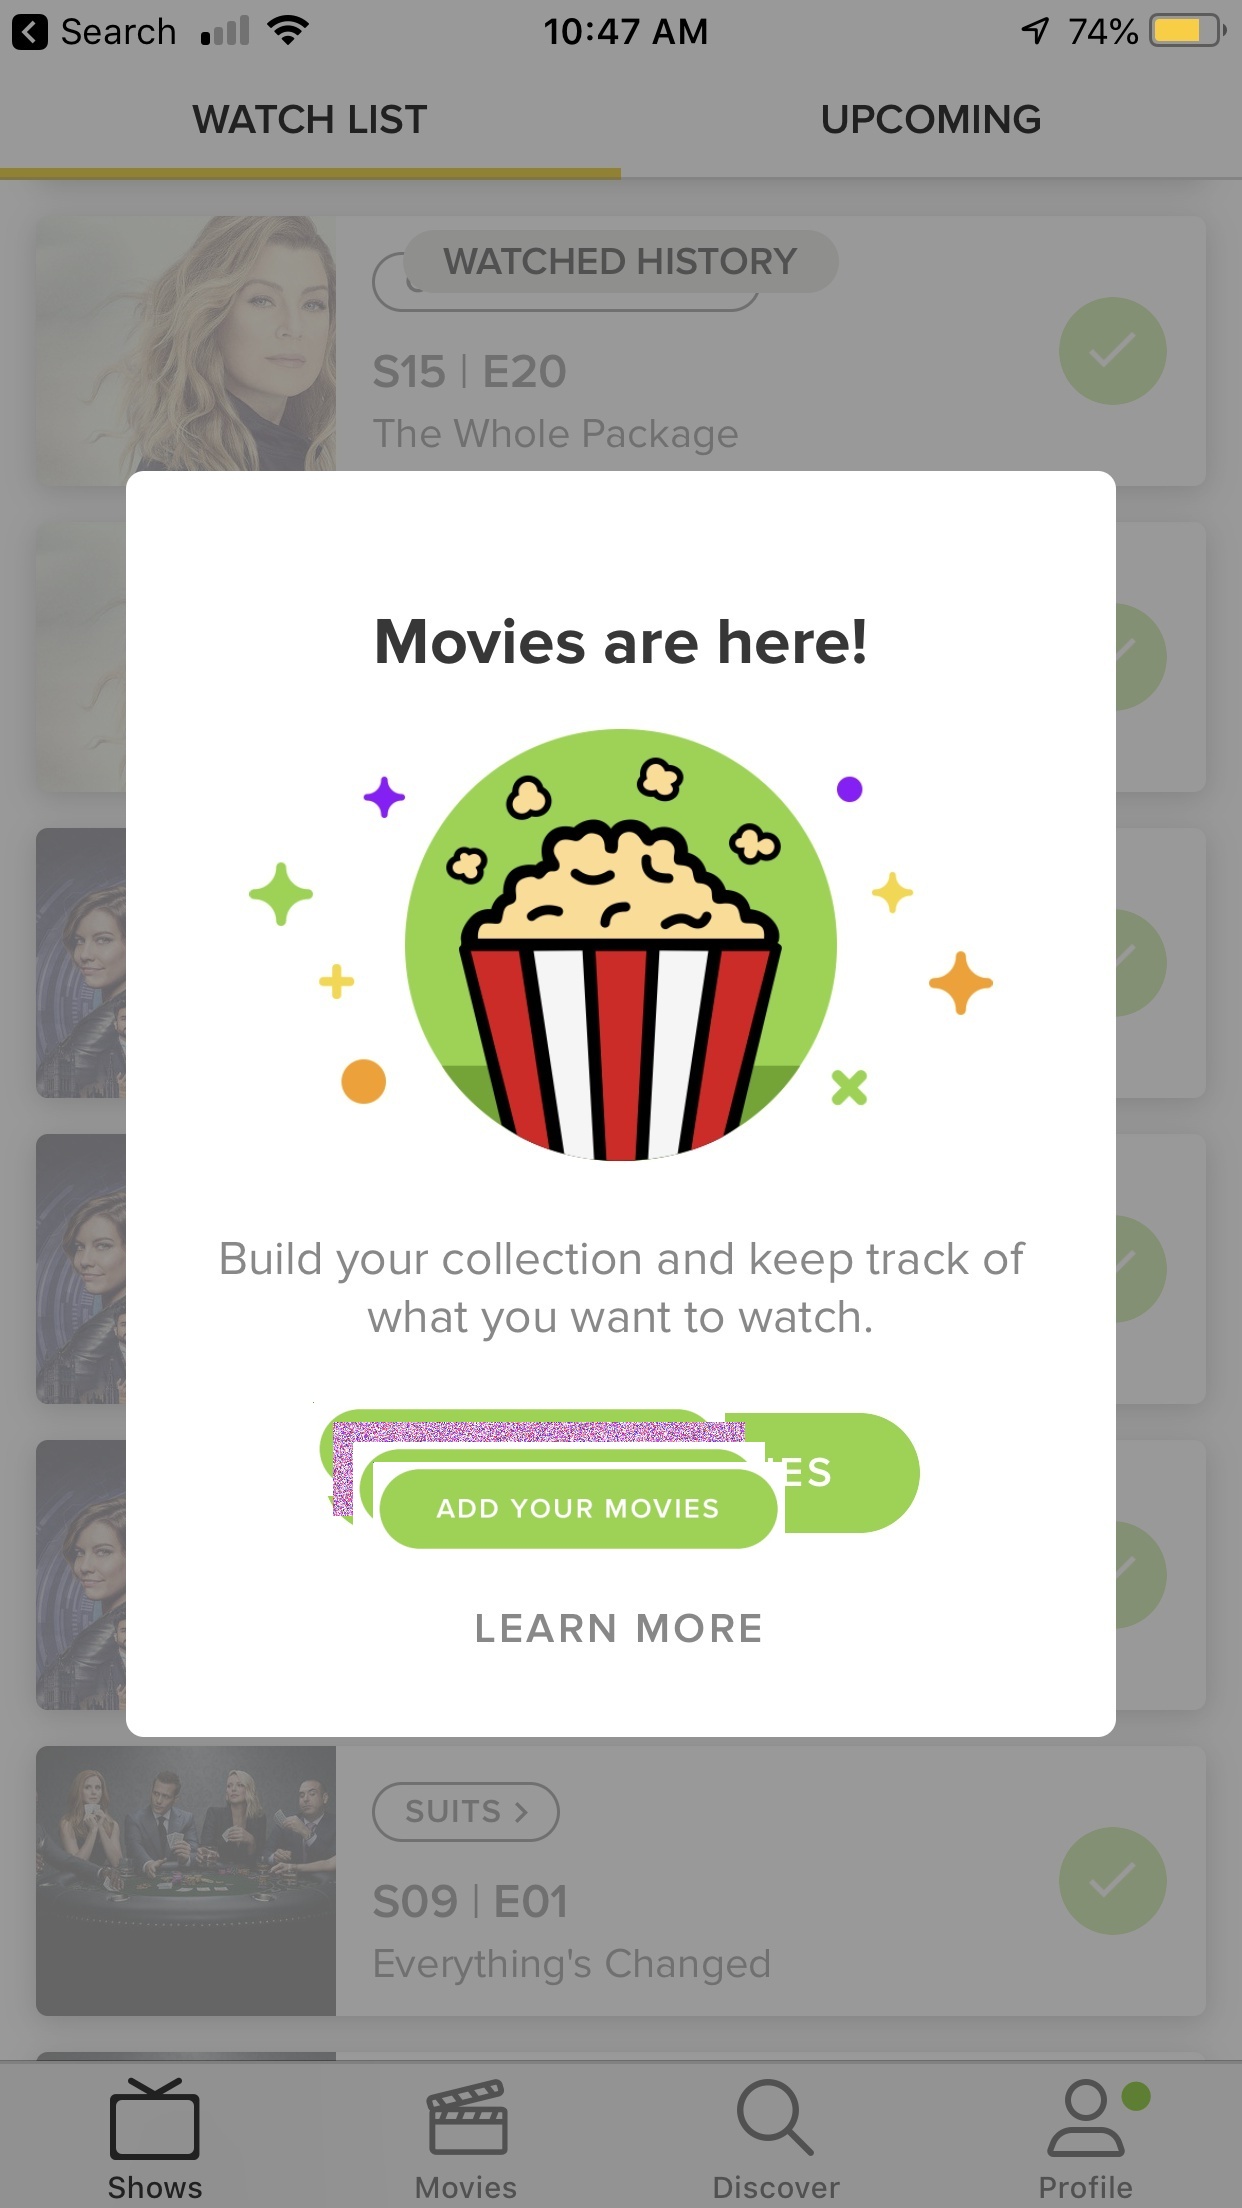 Search
10:47 AM
74%
WATCH LIST
UPCOMING
WATCHED HISTORY
S15 | E20
The Whole Package
Movies are here!
Build your collection and keep track of
what you want to watch.
ADD YOUR MOVIES
LEARN MORE
SUITS >
S09 | E01
Everything's Changed
Shows
Movies
Discover
Profile